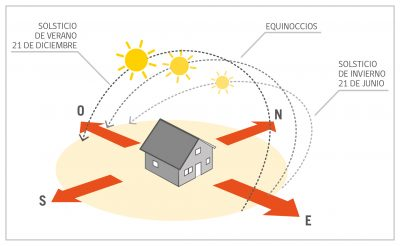 SOLSTICIO
DE VERANO
21 DE DICIEMBRE
EQUINOCCIOS
SOLSTICIO
DE INVIERNO
21 DE JUNIO
O
N
S
E